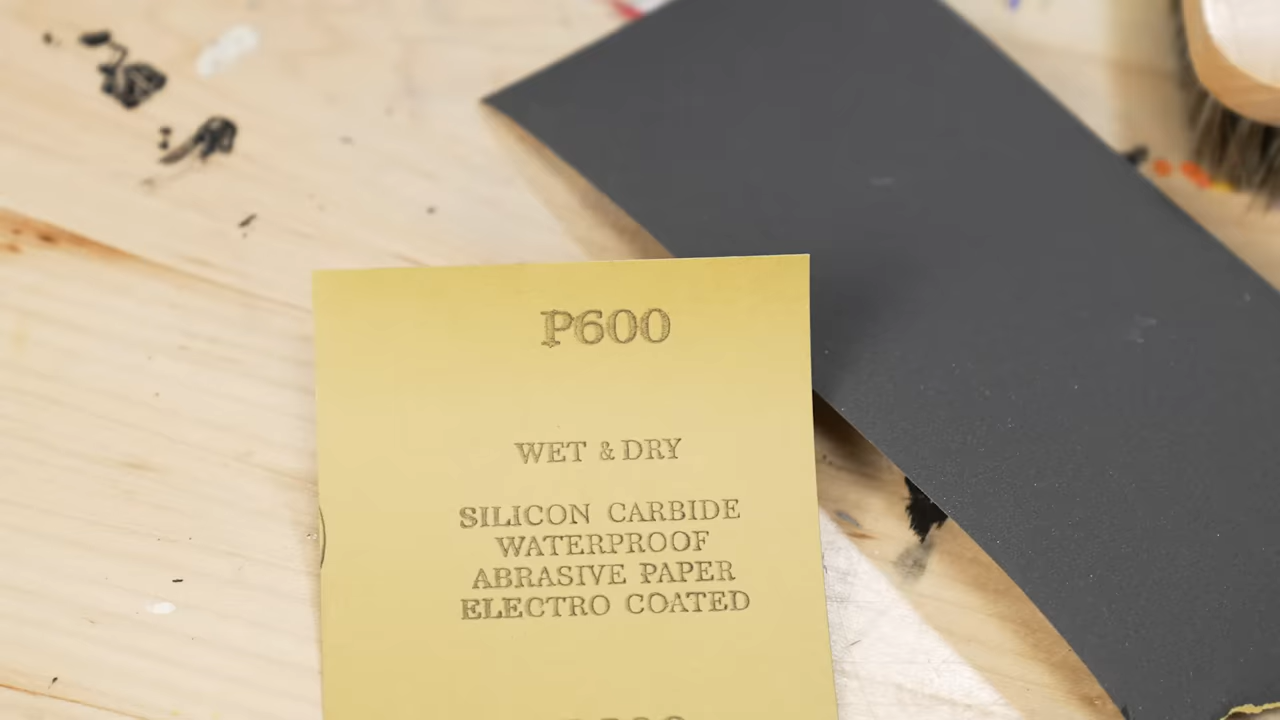 P600
WET & DRY
SILICON CARBIDE
WATERPROOF
ABRASIVE PAPER
ELECTRO COATED